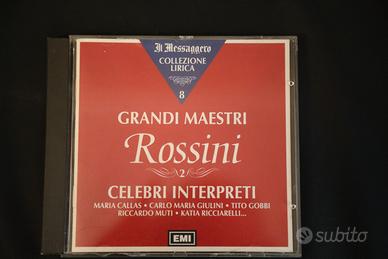 Il Messaggero
COLLEZIONE
LIRICA
8
GRANDI MAESTRI
Rossini
2
CELEBRI INTERPRETI
MARIA CALLAS • CARLO MARIA GIULINI • TITO GOBBI
RICCARDO MUTI • KATIA RICCIARELLI...
EMI
subito